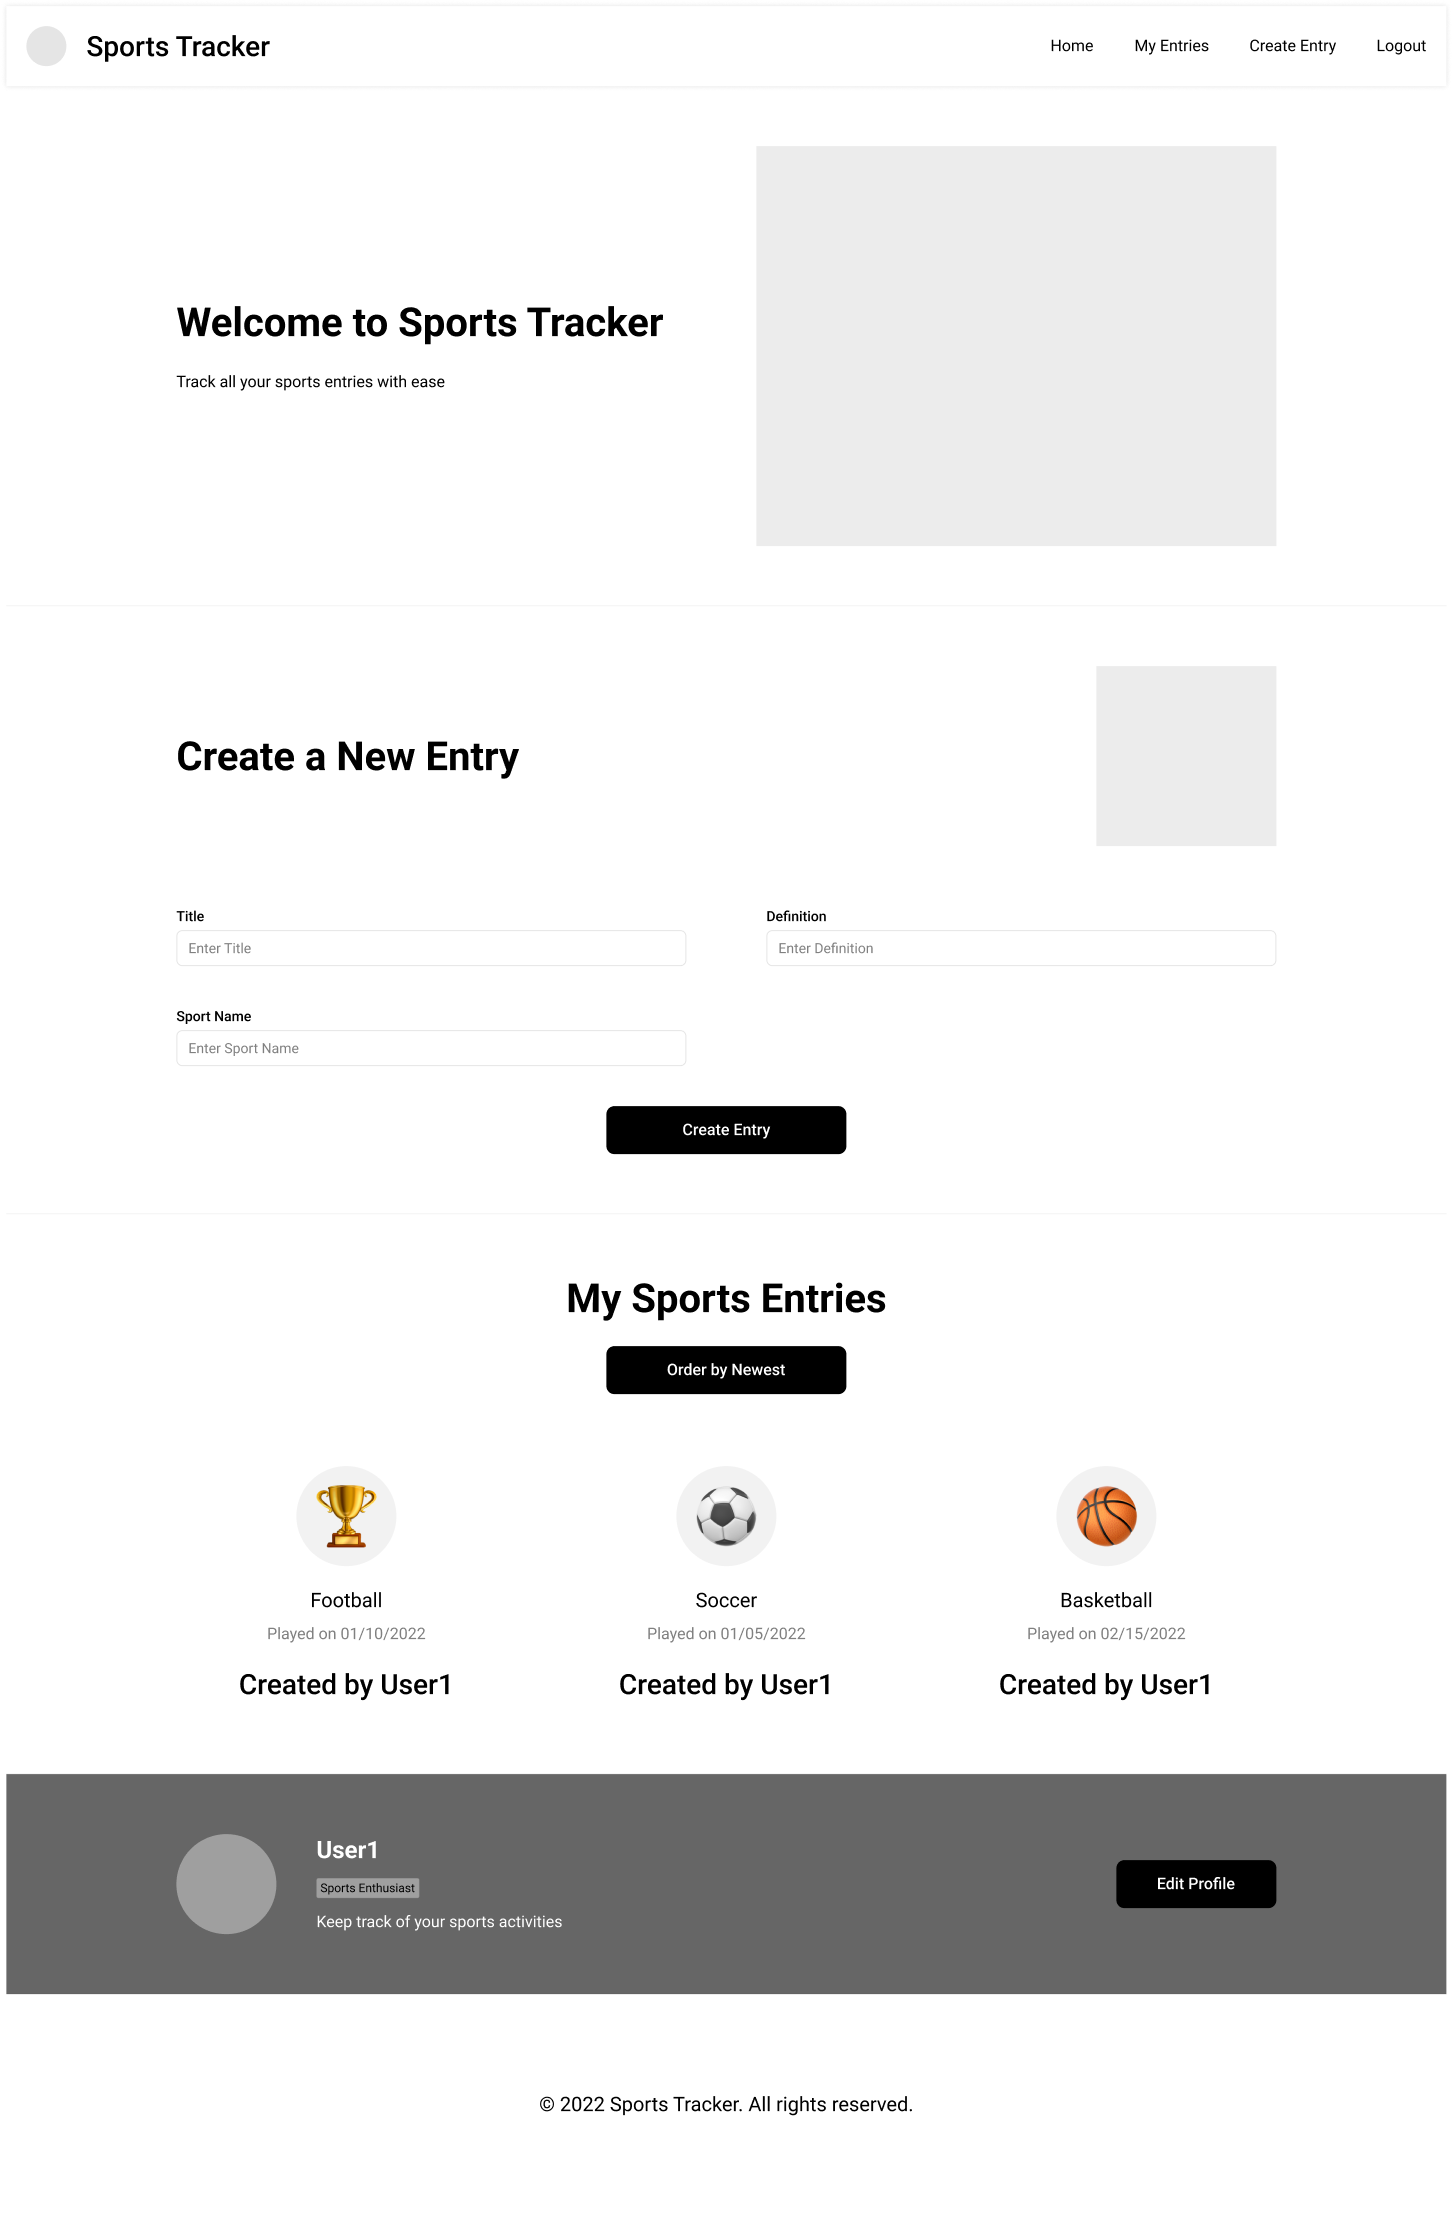 Sports Tracker
Home
My Entries
Create Entry
Logout
Welcome to Sports Tracker
Track all your sports entries with ease
Create a New Entry
Title
Enter Title
Definition
Enter Definition
Sport Name
Enter Sport Name
Create Entry
My Sports Entries
Order by Newest
Football
Played on 01/10/2022
Created by User1
Soccer
Played on 01/05/2022
Created by User1
Basketball
Played on 02/15/2022
Created by User1
User1
Sports Enthusiast
Keep track of your sports activities
Edit Profile
© 2022 Sports Tracker. All rights reserved.